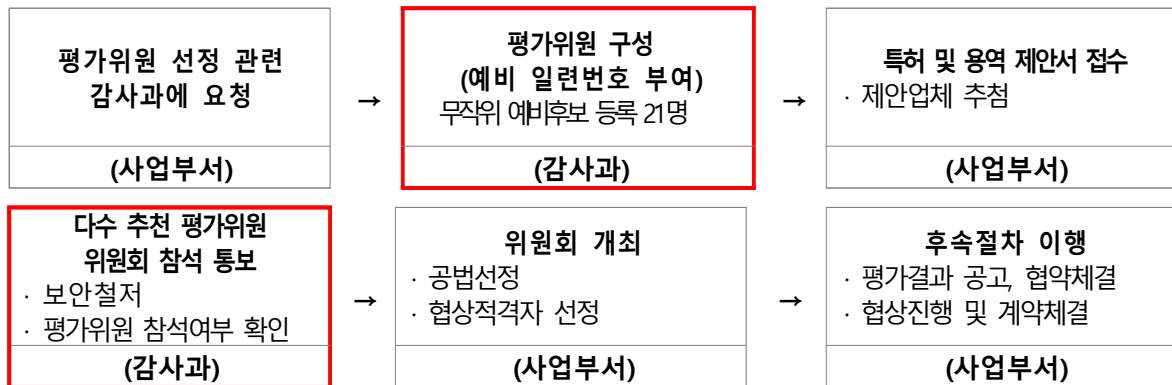 평가위원 선정 관련
감사과에 요청
(사업부서)
→
평가위원 구성
(예비 일련번호 부여)
무작위 예비후보 등록 21명
(감사과)
→
특허 및 용역 제안서 접수
· 제안업체 추첨
(사업부서)
다수 추천 평가위원
위원회 참석 통보
· 보안철저
· 평가위원 참석여부 확인
(감사과)
→
위원회 개최
· 공법선정
· 협상적격자 선정
(사업부서)
→
후속절차 이행
· 평가결과 공고, 협약체결
· 협상진행 및 계약체결
(사업부서)